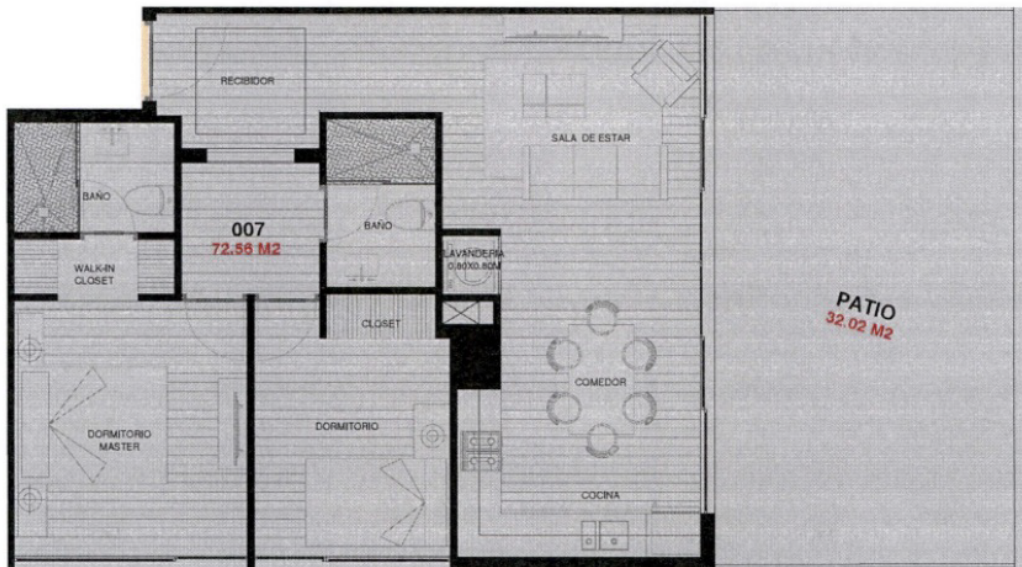 RECIBIDOR
SALA DE ESTAR
BAÑO
BAÑO
007
72.56 M2
WALK-IN
CLOSET
LAVANDERIA
0.80X0.80M
CLOSET
PATIO
32.02 M2
COMEDOR
DORMITORIO
MASTER
DORMITORIO
COCINA